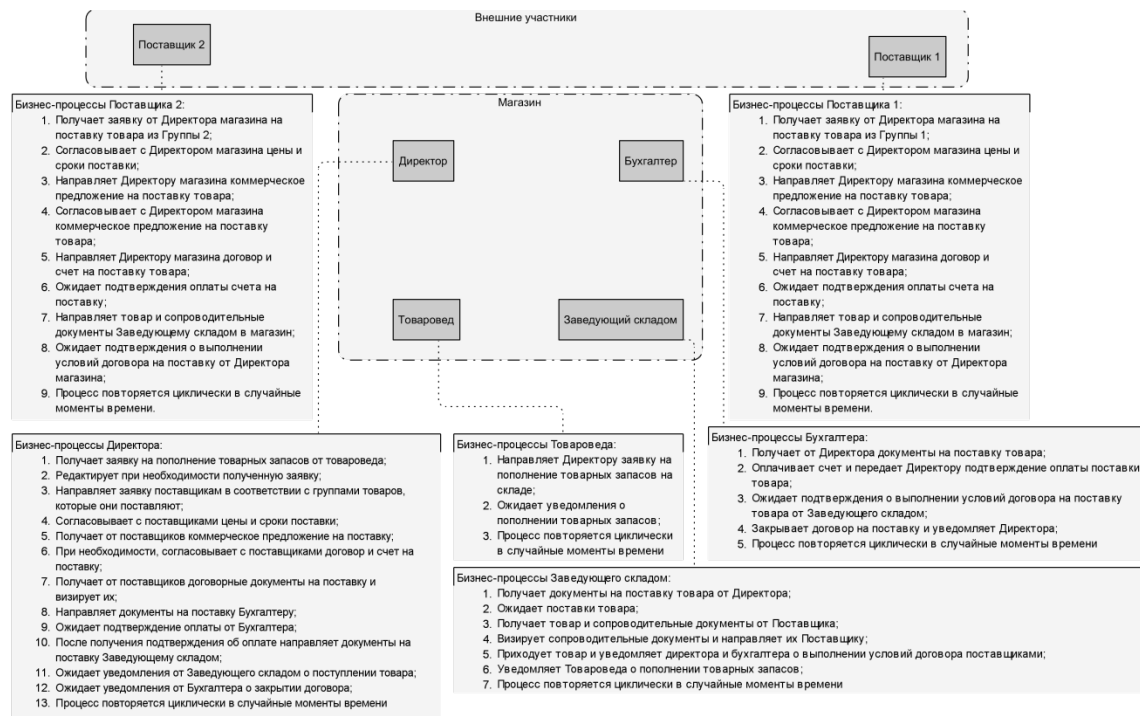 Внешние участники
Поставщик 2
Поставщик 1
Бизнес-процессы Поставщика 2:
1. Получает заявку от Директора магазина на
поставку товара из Группы 2;
2. Согласовывает с Директором магазина цены и
сроки поставки;
3. Направляет Директору магазина коммерческое
предложение на поставку товара;
4. Согласовывает с Директором магазина
коммерческое предложение на поставку
товара;
5. Направляет Директору магазина договор и
счет на поставку товара;
6. Ожидает подтверждения оплаты счета на
поставку;
7. Направляет товар и сопроводительные
документы Заведующему складом в магазин;
8. Ожидает подтверждения о выполнении
условий договора на поставку от Директора
магазина;
9. Процесс повторяется циклически в случайные
моменты времени.
Магазин
Директор
Бухгалтер
Товаровед
Заведующий складом
Бизнес-процессы Поставщика 1:
1. Получает заявку от Директора магазина на
поставку товара из Группы 1;
2. Согласовывает с Директором магазина цены и
сроки поставки;
3. Направляет Директору магазина коммерческое
предложение на поставку товара;
4. Согласовывает с Директором магазина
коммерческое предложение на поставку
товара;
5. Направляет Директору магазина договор и
счет на поставку товара;
6. Ожидает подтверждения оплаты счета на
поставку;
7. Направляет товар и сопроводительные
документы Заведующему складом в магазин;
8. Ожидает подтверждения о выполнении
условий договора на поставку от Директора
магазина;
9. Процесс повторяется циклически в случайные
моменты времени.
Бизнес-процессы Директора:
1. Получает заявку на пополнение товарных запасов от товароведа;
2. Редактирует при необходимости полученную заявку;
3. Направляет заявку поставщикам в соответствии с группами товаров,
которые они поставляют;
4. Согласовывает с поставщиками цены и сроки поставки;
5. Получает от поставщиков коммерческое предложение на поставку;
6. При необходимости, согласовывает с поставщиками договор и счет на
поставку;
7. Получает от поставщиков договорные документы на поставку и
визирует их;
8. Направляет документы на поставку Бухгалтеру;
9. Ожидает подтверждение оплаты от Бухгалтера;
10. После получения подтверждения об оплате направляет документы на
поставку Заведующему складом;
11. Ожидает уведомления от Заведующего складом о поступлении товара;
12. Ожидает уведомления от Бухгалтера о закрытии договора;
13. Процесс повторяется циклически в случайные моменты времени
Бизнес-процессы Товароведа:
1. Направляет Директору заявку на
пополнение товарных запасов на
складе;
2. Ожидает уведомления о
пополнении товарных запасов;
3. Процесс повторяется циклически
в случайные моменты времени
Бизнес-процессы Бухгалтера:
1. Получает от Директора документы на поставку товара;
2. Оплачивает счет и передает Директору подтверждение оплаты поставки
товара;
3. Ожидает подтверждения о выполнении условий договора на поставку
товара от Заведующего складом;
4. Закрывает договор на поставку и уведомляет Директора;
5. Процесс повторяется циклически в случайные моменты времени
Бизнес-процессы Заведующего складом:
1. Получает документы на поставку товара от Директора;
2. Ожидает поставки товара;
3. Получает товар и сопроводительные документы от Поставщика;
4. Визирует сопроводительные документы и направляет их Поставщику;
5. Приходует товар и уведомляет директора и бухгалтера о выполнении условий договора поставщиками;
6. Уведомляет Товароведа о пополнении товарных запасов;
7. Процесс повторяется циклически в случайные моменты времени